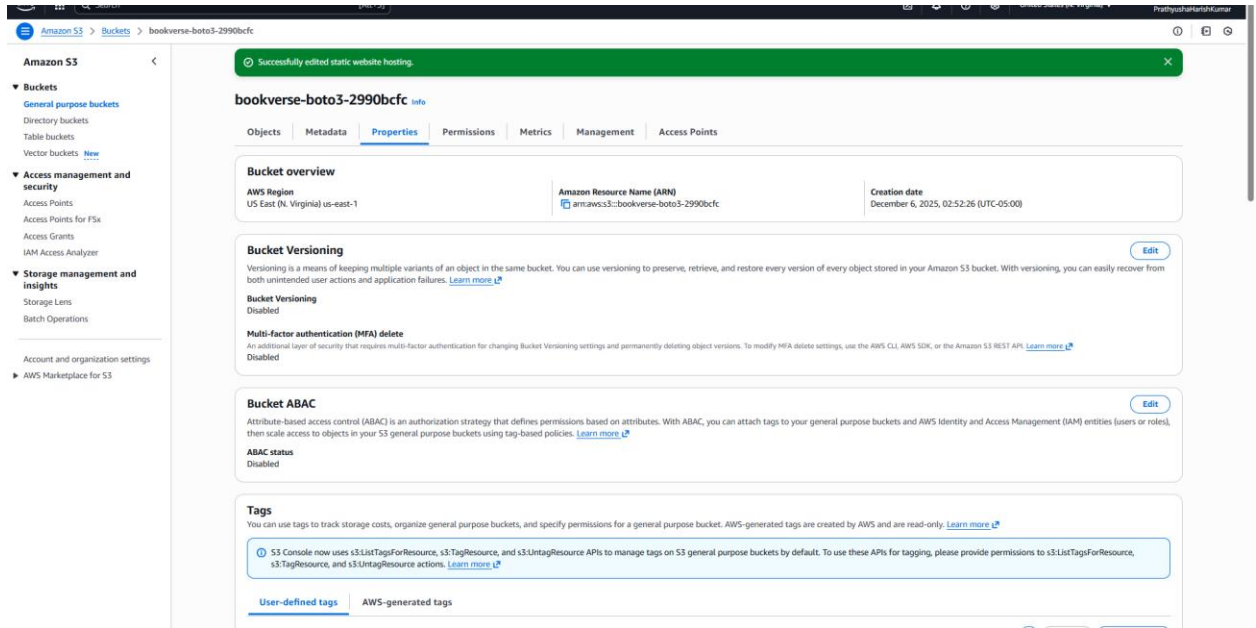 Search
[Alt+S]
United States (N. Virginia)
PrathyushaHarishKumar
Amazon S3 > Buckets > bookverse-boto3-2990bcfc
Amazon S3
Buckets
General purpose buckets
Directory buckets
Table buckets
Vector buckets New
Access management and
security
Access Points
Access Points for FSx
Access Grants
IAM Access Analyzer
Storage management and
insights
Storage Lens
Batch Operations
Account and organization settings
AWS Marketplace for S3
Successfully edited static website hosting.
bookverse-boto3-2990bcfc Info
Objects Metadata Properties Permissions Metrics Management Access Points
Bucket overview
AWS Region Amazon Resource Name (ARN) Creation date
US East (N. Virginia) us-east-1 arn:aws:s3:::bookverse-boto3-2990bcfc December 6, 2025, 02:52:26 (UTC-05:00)
Bucket Versioning Edit
Versioning is a means of keeping multiple variants of an object in the same bucket. You can use versioning to preserve, retrieve, and restore every version of every object stored in your Amazon S3 bucket. With versioning, you can easily recover from
both unintended user actions and application failures. Learn more
Bucket Versioning
Disabled
Multi-factor authentication (MFA) delete
An additional layer of security that requires multi-factor authentication for changing Bucket Versioning settings and permanently deleting object versions. To modify MFA delete settings, use the AWS CLI, AWS SDK, or the Amazon S3 REST API. Learn more
Disabled
Bucket ABAC Edit
Attribute-based access control (ABAC) is an authorization strategy that defines permissions based on attributes. With ABAC, you can attach tags to your general purpose buckets and AWS Identity and Access Management (IAM) entities (users or roles),
then scale access to objects in your S3 general purpose buckets using tag-based policies. Learn more
ABAC status
Disabled
Tags
You can use tags to track storage costs, organize general purpose buckets, and specify permissions for a general purpose bucket. AWS-generated tags are created by AWS and are read-only. Learn more
S3 Console now uses s3:ListTagsForResource, s3:TagResource, and s3:UntagResource APIs to manage tags on S3 general purpose buckets by default. To use these APIs for tagging, please provide permissions to s3:ListTagsForResource,
s3:TagResource, and s3:UntagResource actions. Learn more
User-defined tags AWS-generated tags